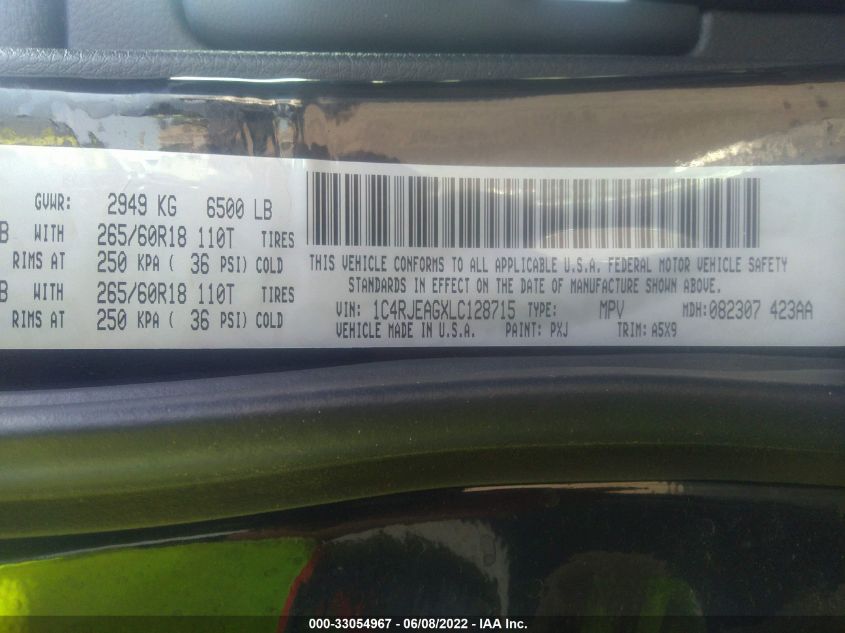 GVWR: 2949 KG 6500 LB
B WITH 265/60R18 110T TIRES
RIMS AT 250 KPA ( 36 PSI) COLD
B WITH 265/60R18 110T TIRES
RIMS AT 250 KPA ( 36 PSI) COLD
THIS VEHICLE CONFORMS TO ALL APPLICABLE U.S.A. FEDERAL MOTOR VEHICLE SAFETY
STANDARDS IN EFFECT ON THE DATE OF MANUFACTURE SHOWN ABOVE.
VIN: 1C4RJEAGXLC128715 TYPE: MPV MDH:082307 423AA
VEHICLE MADE IN U.S.A. PAINT: PXJ TRIM: A5X9
000-33054967 - 06/08/2022 - IAA Inc.